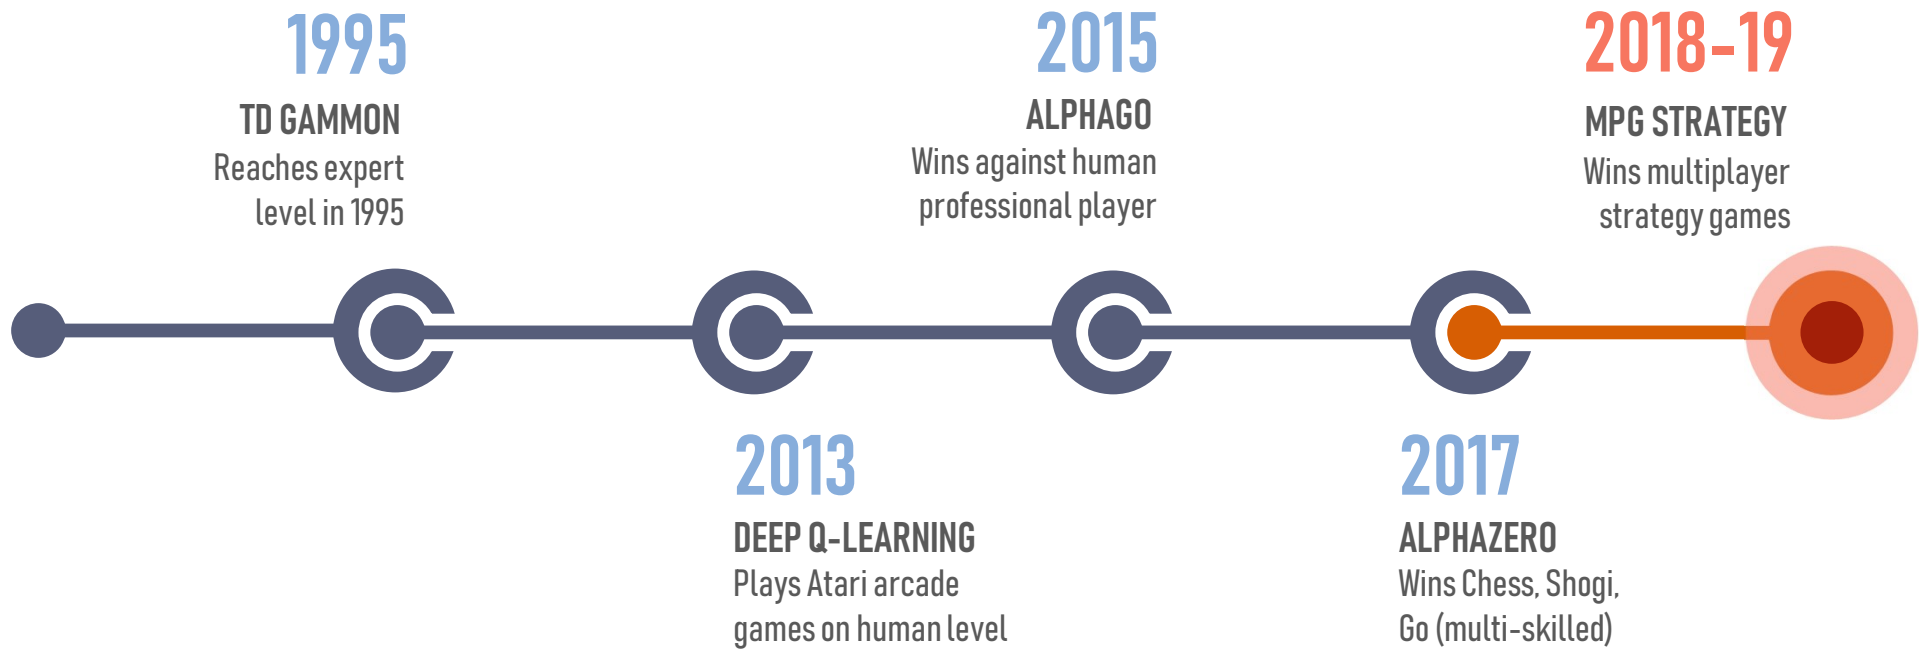 1995
TD GAMMON
Reaches expert
level in 1995
2013
DEEP Q-LEARNING
Plays Atari arcade
games on human level
2015
ALPHAGO
Wins against human
professional player
2017
ALPHAZERO
Wins Chess, Shogi,
Go (multi-skilled)
2018-19
MPG STRATEGY
Wins multiplayer
strategy games